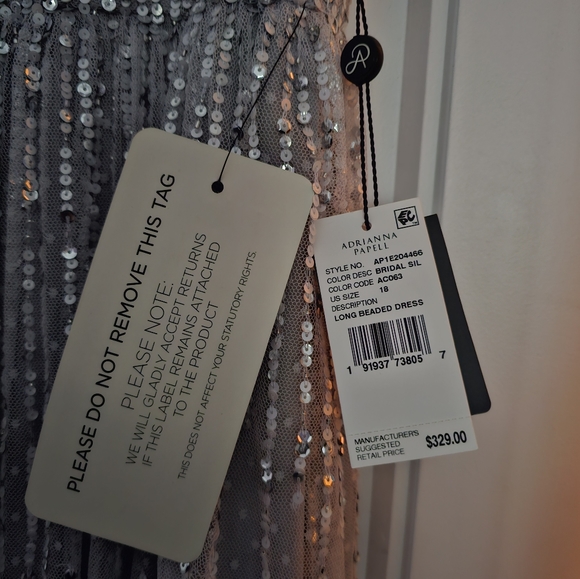 PLEASE DO NOT REMOVE THIS TAG
PLEASE NOTE:
WE WILL GLADLY ACCEPT RETURNS
IF THIS LABEL REMAINS ATTACHED
TO THE PRODUCT
THIS DOES NOT AFFECT YOUR STATUTORY RIGHTS.
ADRIANNA
PAPELL
STYLE NO. AP1E204466
COLOR DESC BRIDAL SIL
COLOR CODE AC063
US SIZE 18
DESCRIPTION
LONG BEADED DRESS
1 91937 73805 7
MANUFACTURER'S
SUGGESTED
RETAIL PRICE
$329.00